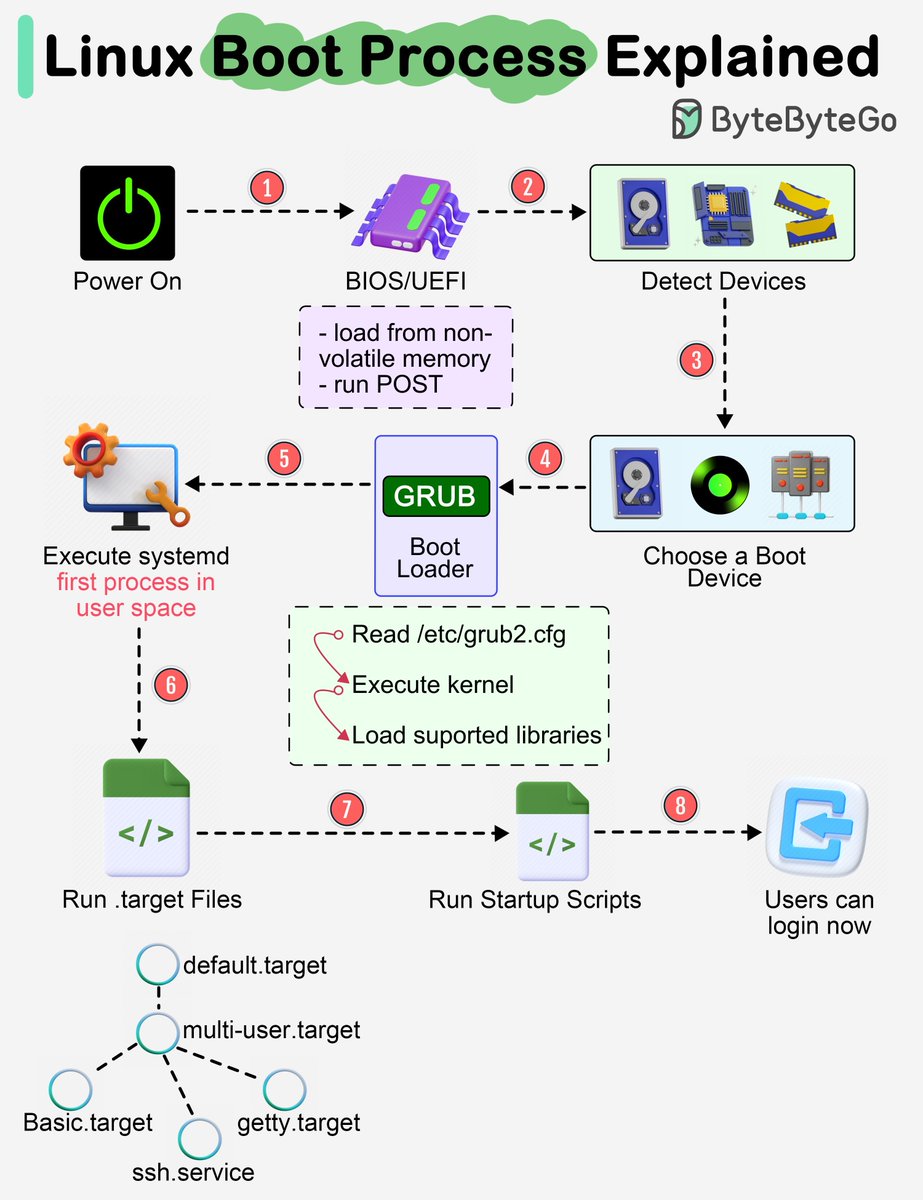 Linux Boot Process Explained
ByteByteGo
1
2
Power On
BIOS/UEFI
Detect Devices
- load from non-
volatile memory
- run POST
3
5
4
GRUB
Boot
Loader
Execute systemd
first process in
user space
Choose a Boot
Device
Read /etc/grub2.cfg
Execute kernel
Load suported libraries
6
7
8
</>
</>
Run .target Files
Run Startup Scripts
Users can
login now
default.target
multi-user.target
Basic.target
getty.target
ssh.service